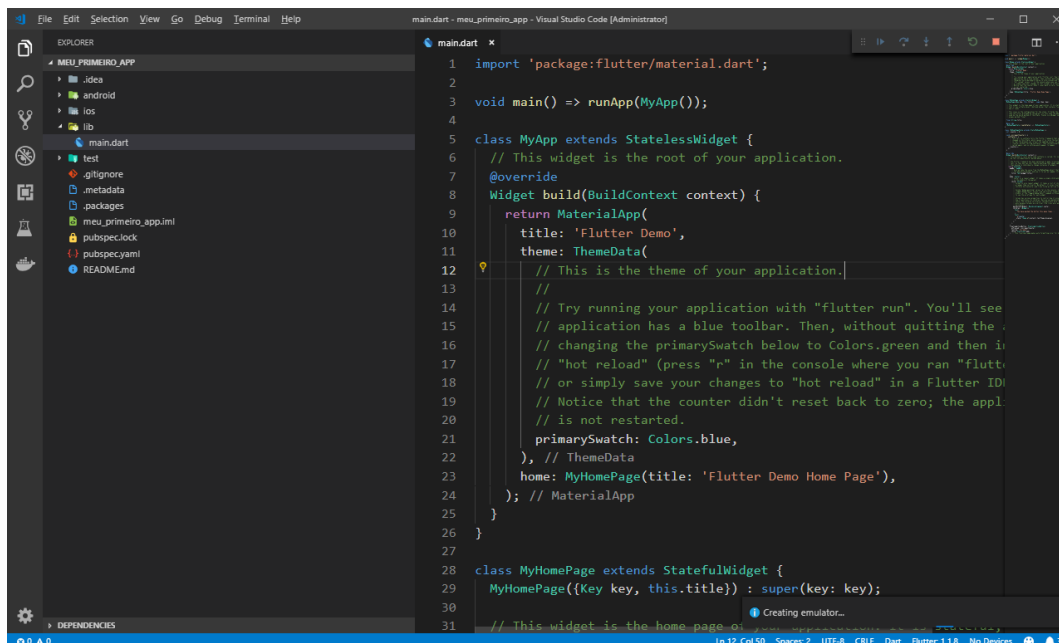 File Edit Selection View Go Debug Terminal Help
main.dart - meu_primeiro_app - Visual Studio Code [Administrator]
EXPLORER
MEU_PRIMEIRO_APP
.idea
android
ios
lib
main.dart
test
.gitignore
.metadata
.packages
meu_primeiro_app.iml
pubspec.lock
pubspec.yaml
README.md
DEPENDENCIES
main.dart
1 import 'package:flutter/material.dart';
2
3 void main() => runApp(MyApp());
4
5 class MyApp extends StatelessWidget {
6 // This widget is the root of your application.
7 @override
8 Widget build(BuildContext context) {
9 return MaterialApp(
10 title: 'Flutter Demo',
11 theme: ThemeData(
12 // This is the theme of your application.
13 //
14 // Try running your application with "flutter run". You'll see
15 // application has a blue toolbar. Then, without quitting the
16 // changing the primarySwatch below to Colors.green and then
17 // "hot reload" (press "r" in the console where you ran
18 // or simply save your changes to "hot reload" in a Flutter
19 // Notice that the counter didn't reset back to zero; the
20 // is not restarted.
21 primarySwatch: Colors.blue,
22 ), // ThemeData
23 home: MyHomePage(title: 'Flutter Demo Home Page'),
24 ); // MaterialApp
25 }
26 }
27
28 class MyHomePage extends StatefulWidget {
29 MyHomePage({Key key, this.title}) : super(key: key);
30
31 // This widget is the home page of
Creating emulator...
0 0 Ln 12, Col 50 Spaces: 2 UTF-8 CRLF Dart Flutter: 1.1.8 No Devices